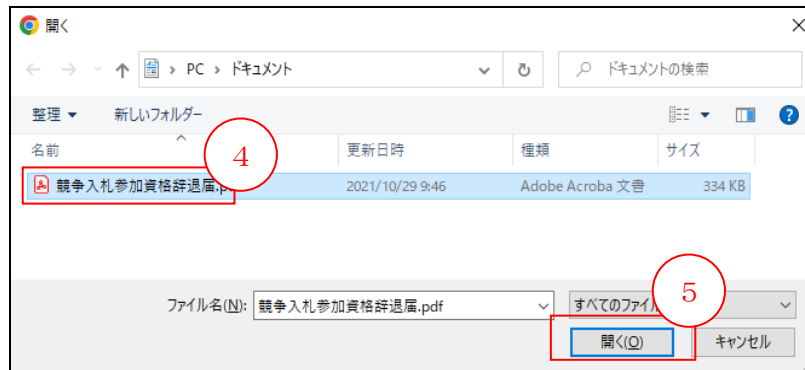 開く
PC › ドキュメント
ドキュメントの検索
整理 新しいフォルダー
名前 更新日時 種類 サイズ
4
競争入札参加資格辞退届.pdf 2021/10/29 9:46 Adobe Acroba 文書 334 KB
5
ファイル名(N): 競争入札参加資格辞退届.pdf すべてのファイル
開く(O) キャンセル